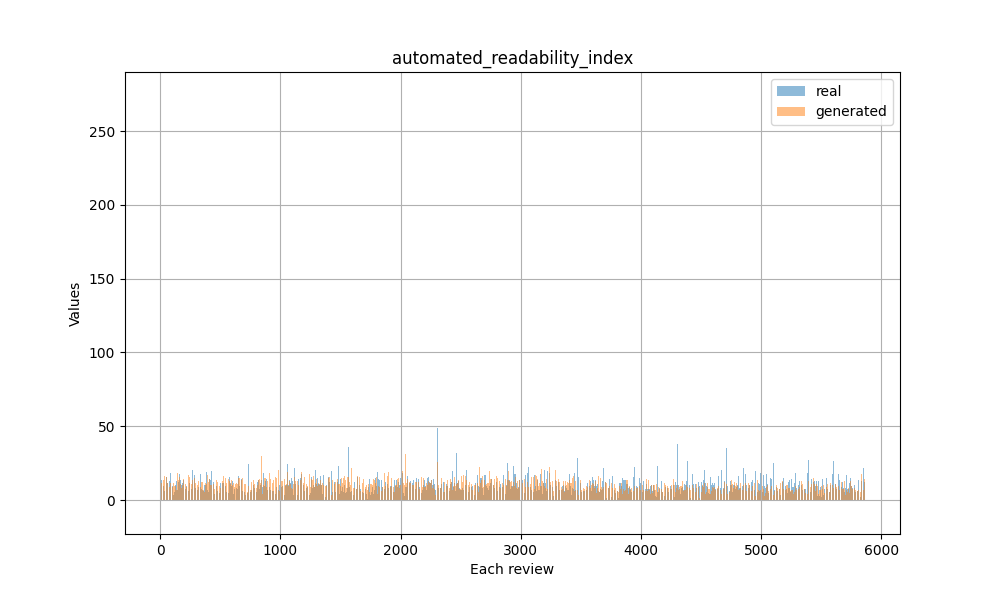 automated_readability_index
real
generated
250
200
150
100
50
0
Values
0 1000 2000 3000 4000 5000 6000
Each review